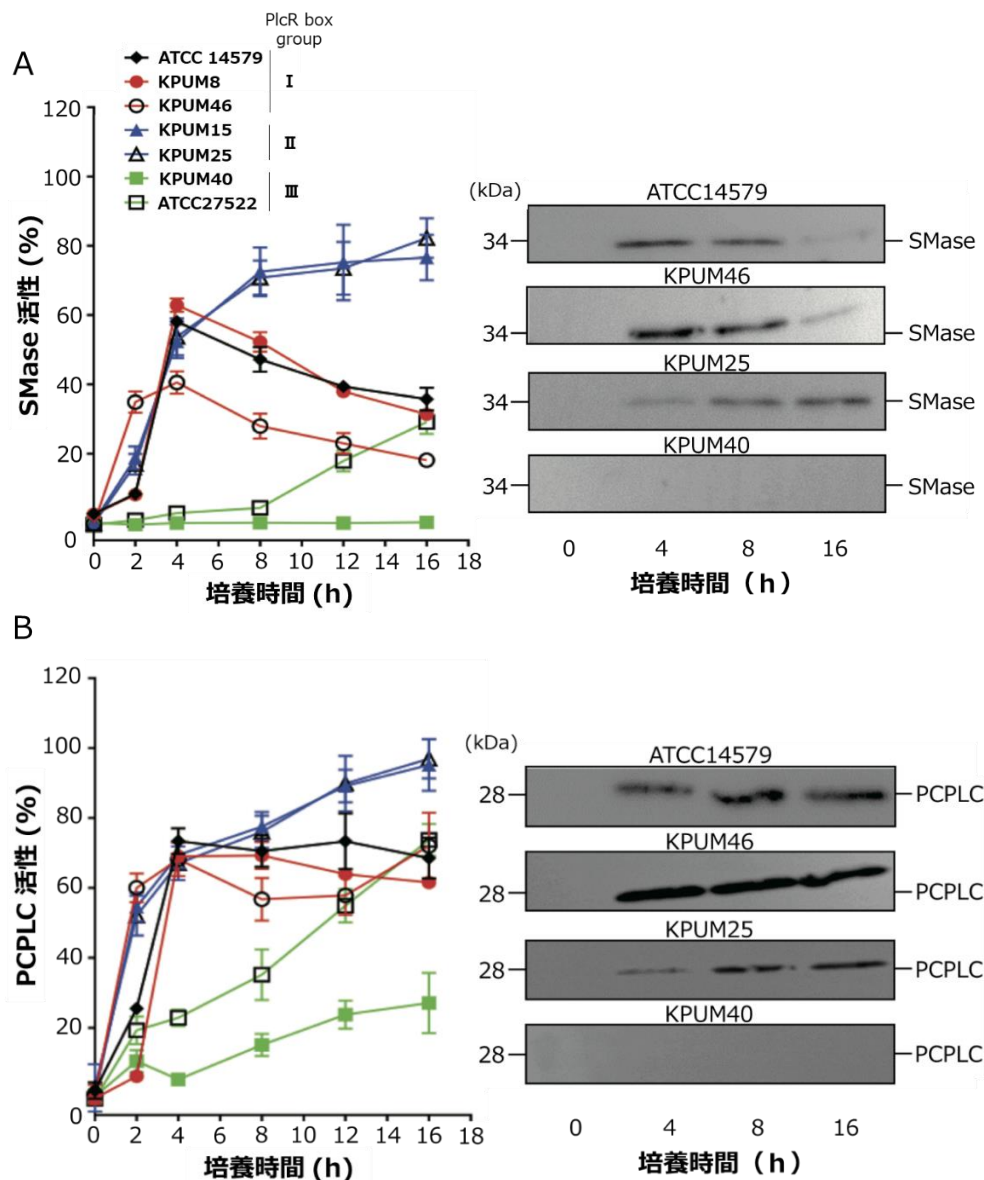 PlcR box
group
A
ATCC 14579
KPUM8
I
KPUM46
KPUM15
II
KPUM25
KPUM40
III
ATCC27522
SMase 活性 (%)
120
100
80
60
40
20
0
0 2 4 6 8 10 12 14 16 18
培養時間 (h)
(kDa)
ATCC14579
34 SMase
KPUM46
34 SMase
KPUM25
34 SMase
KPUM40
34 SMase
0 4 8 16
培養時間（h）
B
PCPLC 活性 (%)
120
100
80
60
40
20
0
0 2 4 6 8 10 12 14 16 18
培養時間 (h)
(kDa)
ATCC14579
28 PCPLC
KPUM46
28 PCPLC
KPUM25
28 PCPLC
KPUM40
28 PCPLC
0 4 8 16
培養時間（h）